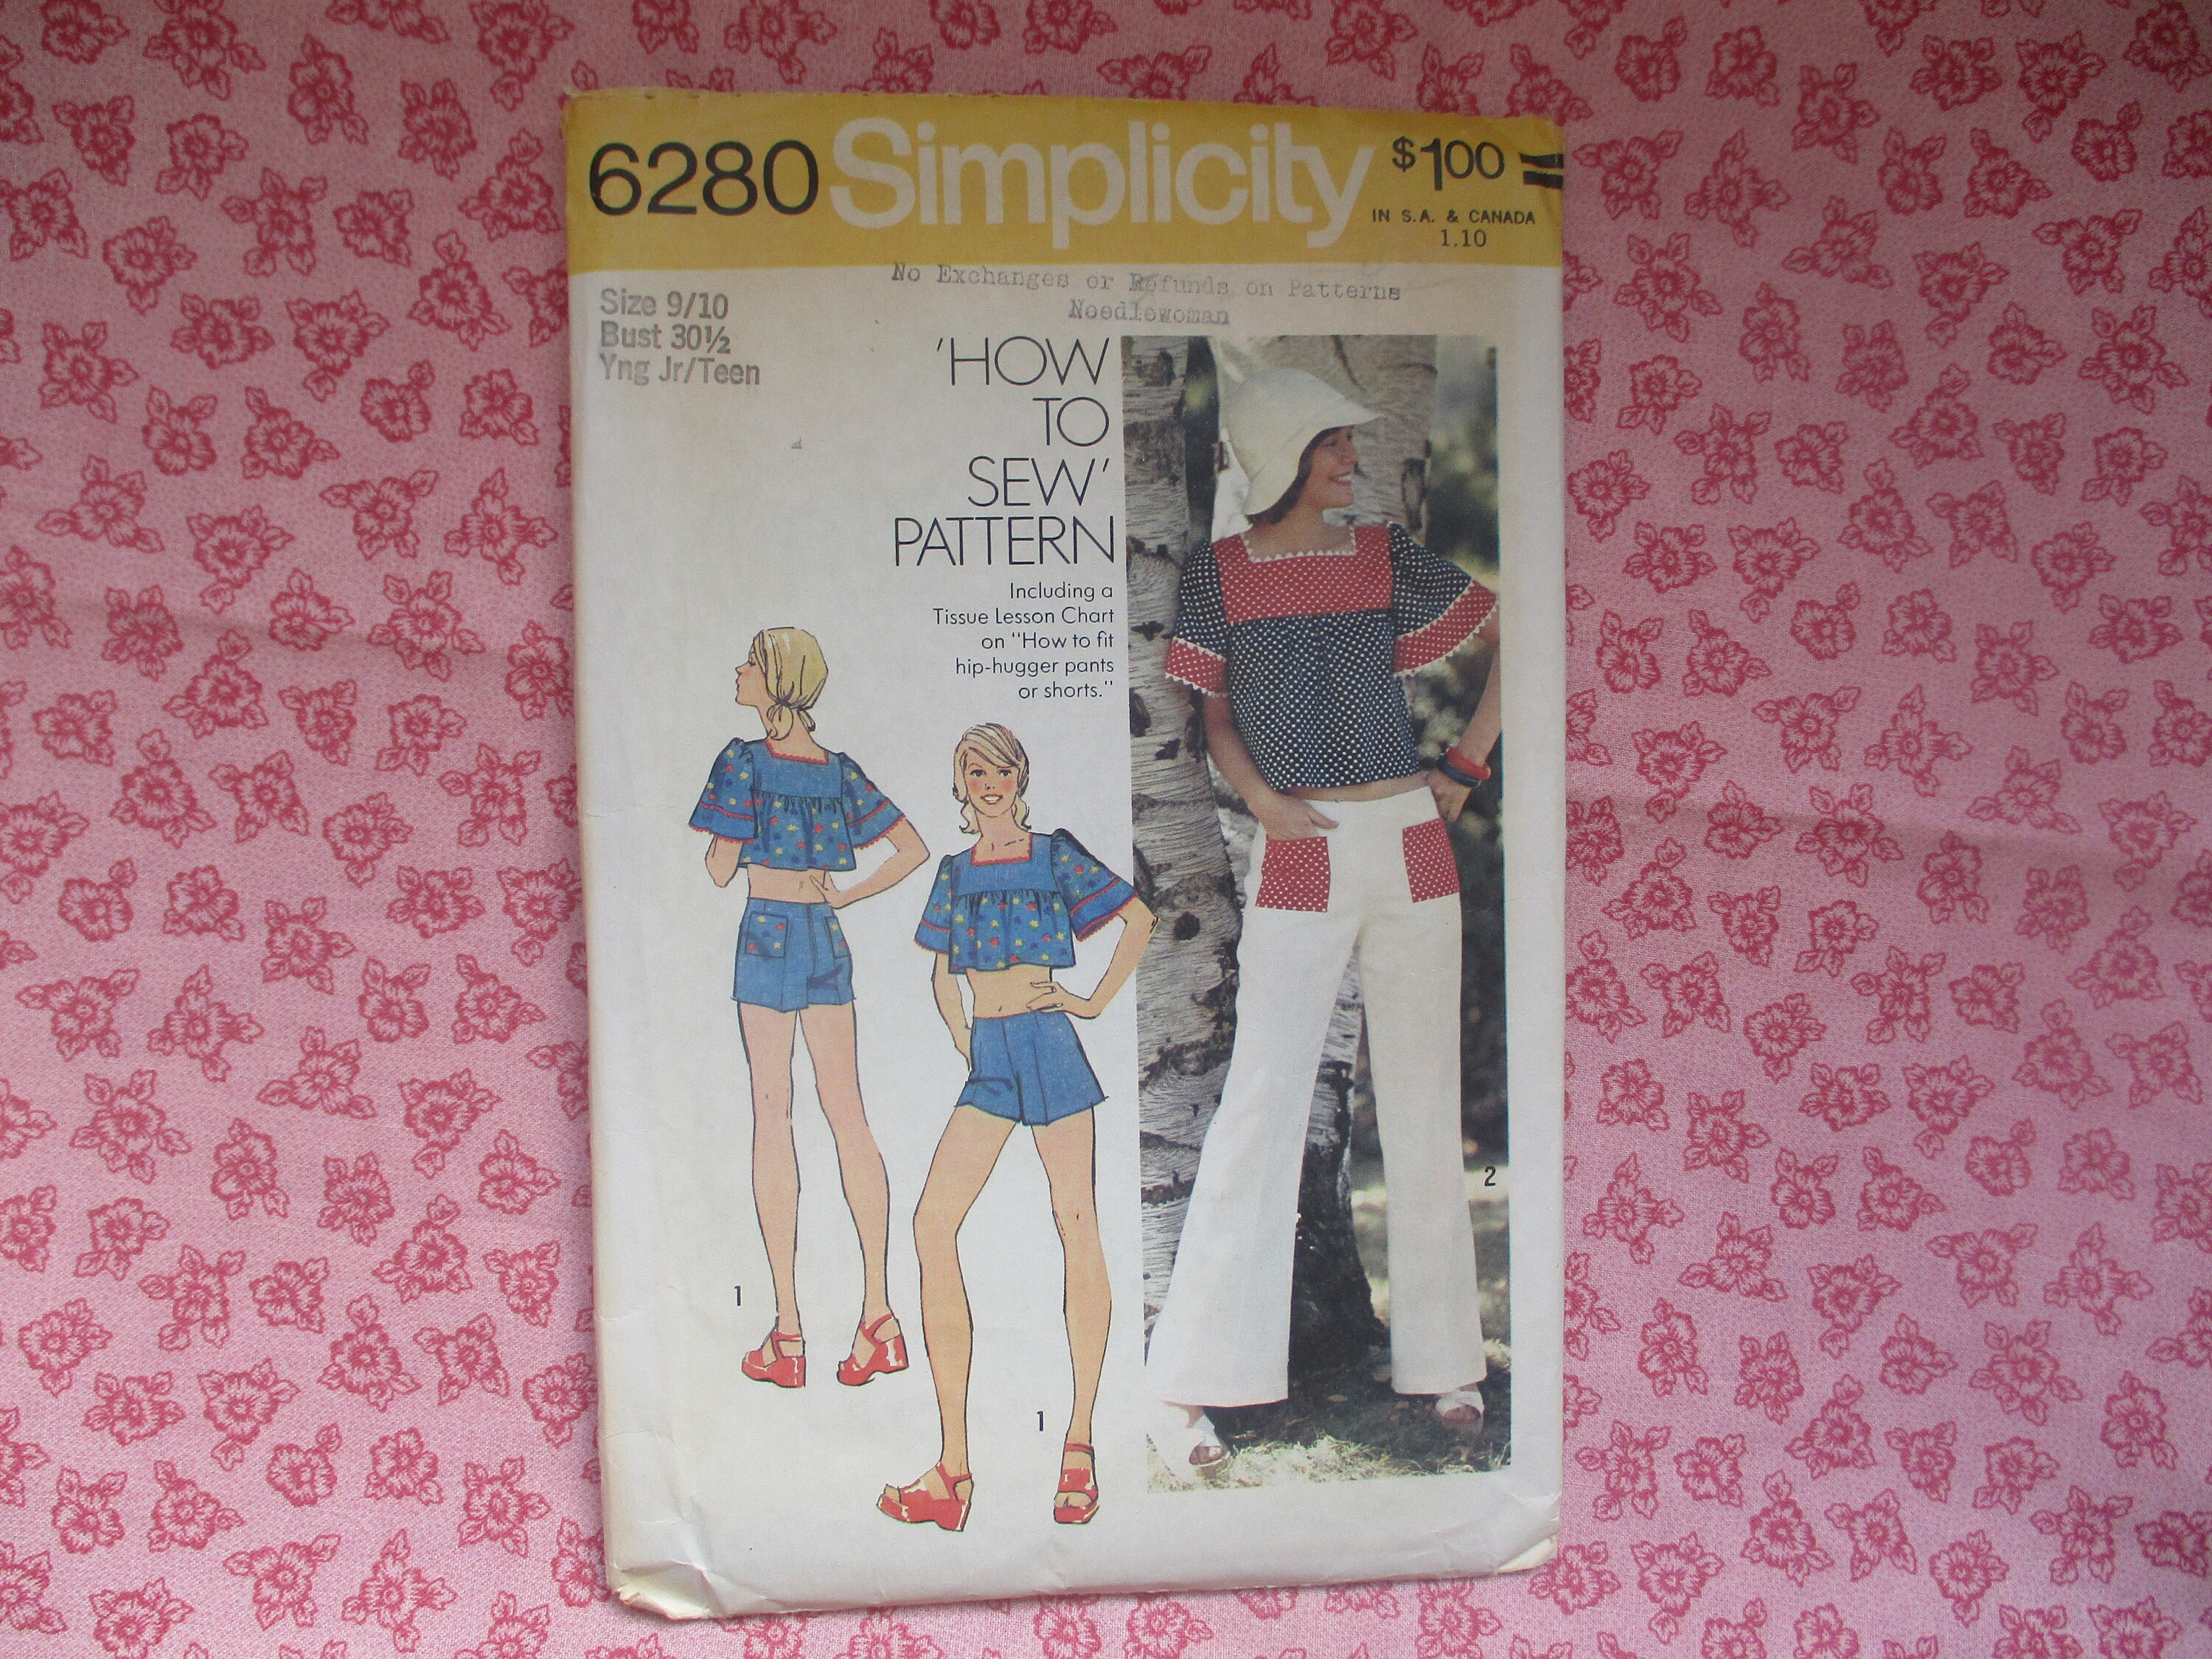 6280 Simplicity $1.00
IN S.A. & CANADA
1.10
No Exchanges or Refunds on Patterns
Needlewoman
Size 9/10
Bust 30½
Yng Jr/Teen
'HOW
TO
SEW'
PATTERN
Including a
Tissue Lesson Chart
on "How to fit
hip-hugger pants
or shorts."
2
1
1